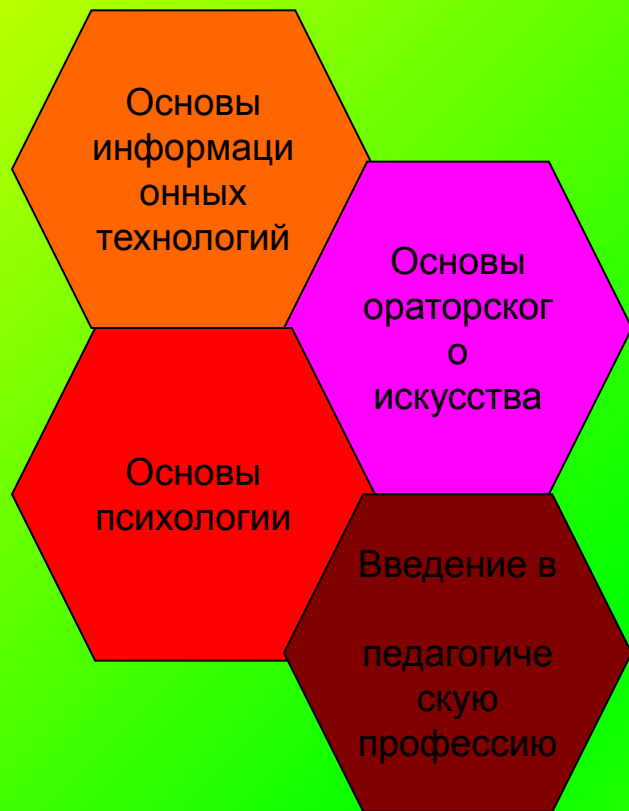 Основы
информаци
онных
технологий
Основы
ораторског
о
искусства
Основы
психологии
Введение в
педагогиче
скую
профессию